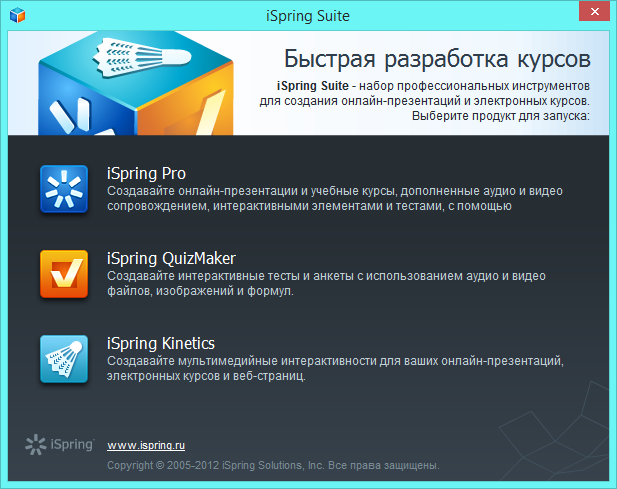 iSpring Suite
Быстрая разработка курсов
iSpring Suite - набор профессиональных инструментов
для создания онлайн-презентаций и электронных курсов.
Выберите продукт для запуска:
iSpring Pro
Создавайте онлайн-презентации и учебные курсы, дополненные аудио и видео
сопровождением, интерактивными элементами и тестами, с помощью
iSpring QuizMaker
Создавайте интерактивные тесты и анкеты с использованием аудио и видео
файлов, изображений и формул.
iSpring Kinetics
Создавайте мультимедийные интерактивности для ваших онлайн-презентаций,
электронных курсов и веб-страниц.
iSpring www.ispring.ru
Copyright © 2005-2012 iSpring Solutions, Inc. Все права защищены.